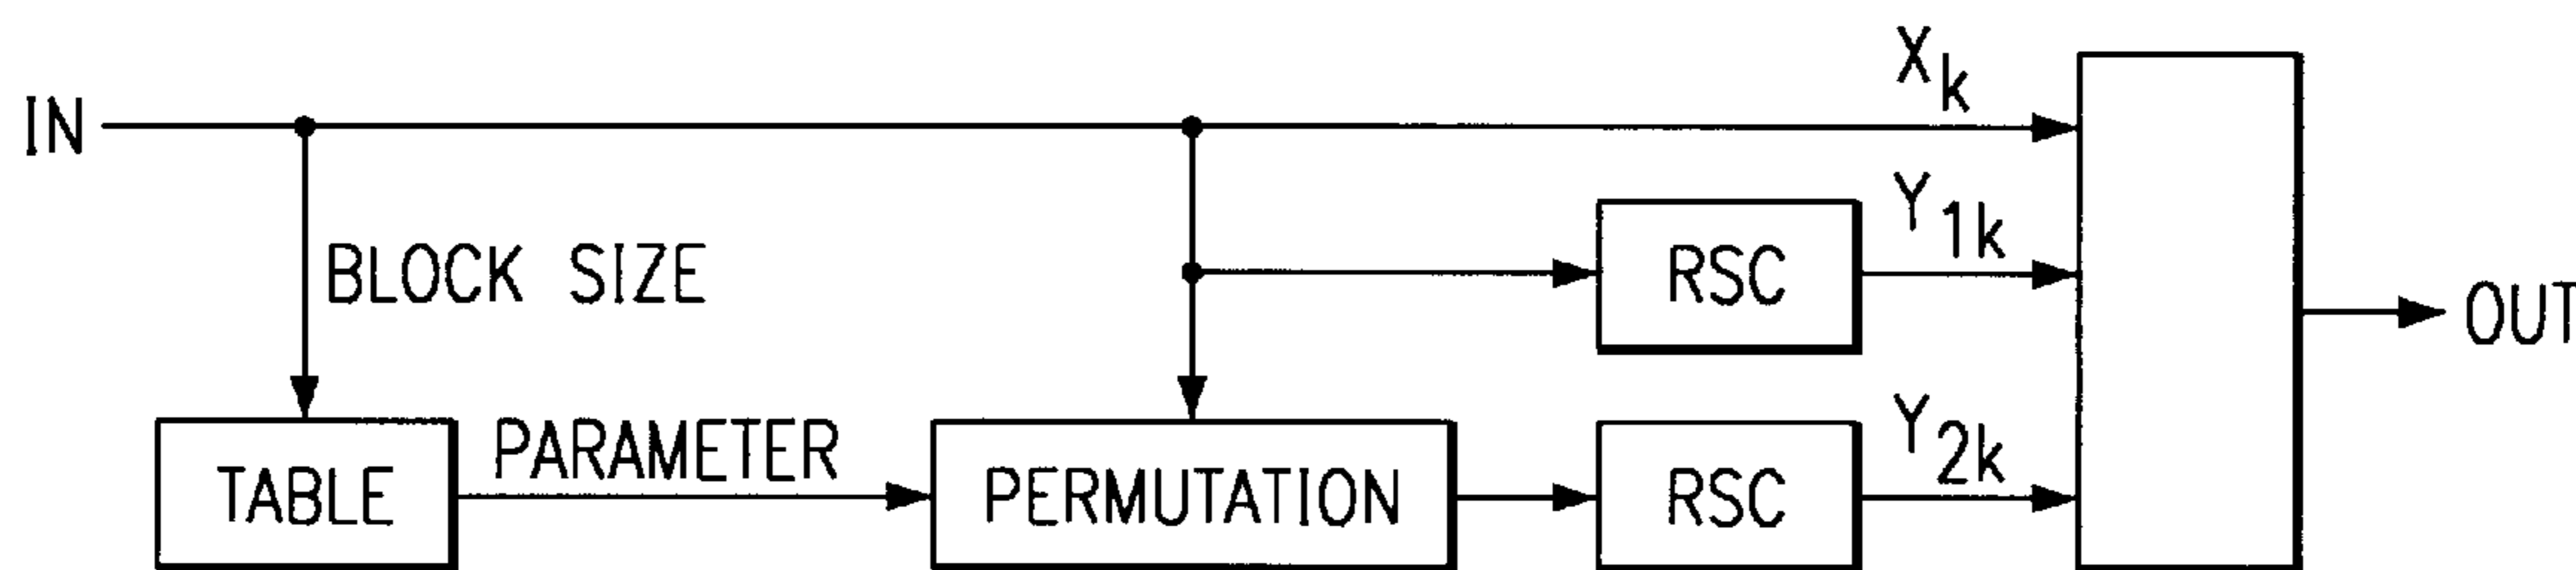 IN
X_k
Y_1k
BLOCK SIZE
RSC
OUT
Y_2k
TABLE
PARAMETER
PERMUTATION
RSC